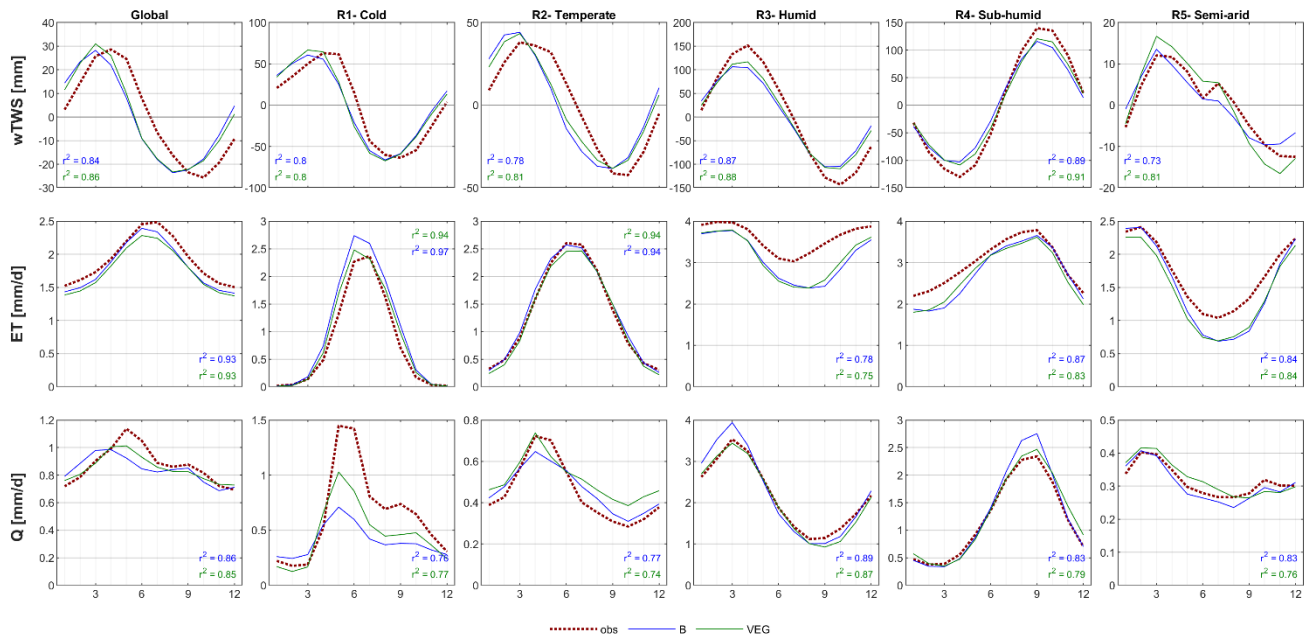 Global R1- Cold R2- Temperate R3- Humid R4- Sub-humid R5- Semi-arid
wTWS [mm]
40 30 20 10 0 -10 -20 -30
r² = 0.84
r² = 0.86
100 50 0 -50 -100
r² = 0.8
r² = 0.8
50 0 -50
r² = 0.78
r² = 0.81
200 150 100 50 0 -50 -100 -150
r² = 0.87
r² = 0.88
150 100 50 0 -50 -100 -150
r² = 0.89
r² = 0.91
20 10 0 -10 -20
r² = 0.73
r² = 0.81
ET [mm/d]
2.5 2 1.5 1 0.5 0
r² = 0.93
r² = 0.93
3 2.5 2 1.5 1 0.5 0
r² = 0.94
r² = 0.97
3 2.5 2 1.5 1 0.5 0
r² = 0.94
r² = 0.94
4 3 2 1 0
r² = 0.78
r² = 0.75
4 3 2 1 0
r² = 0.87
r² = 0.83
2.5 2 1.5 1 0.5 0
r² = 0.84
r² = 0.84
Q [mm/d]
1.2 1 0.8 0.6 0.4 0.2 0
r² = 0.86
r² = 0.85
3 6 9 12
1.5 1 0.5 0
r² = 0.76
r² = 0.77
3 6 9 12
0.8 0.6 0.4 0.2 0
r² = 0.77
r² = 0.74
3 6 9 12
4 3 2 1 0
r² = 0.89
r² = 0.87
3 6 9 12
3 2.5 2 1.5 1 0.5 0
r² = 0.83
r² = 0.79
3 6 9 12
0.5 0.4 0.3 0.2 0.1 0
r² = 0.83
r² = 0.76
3 6 9 12
obs B VEG